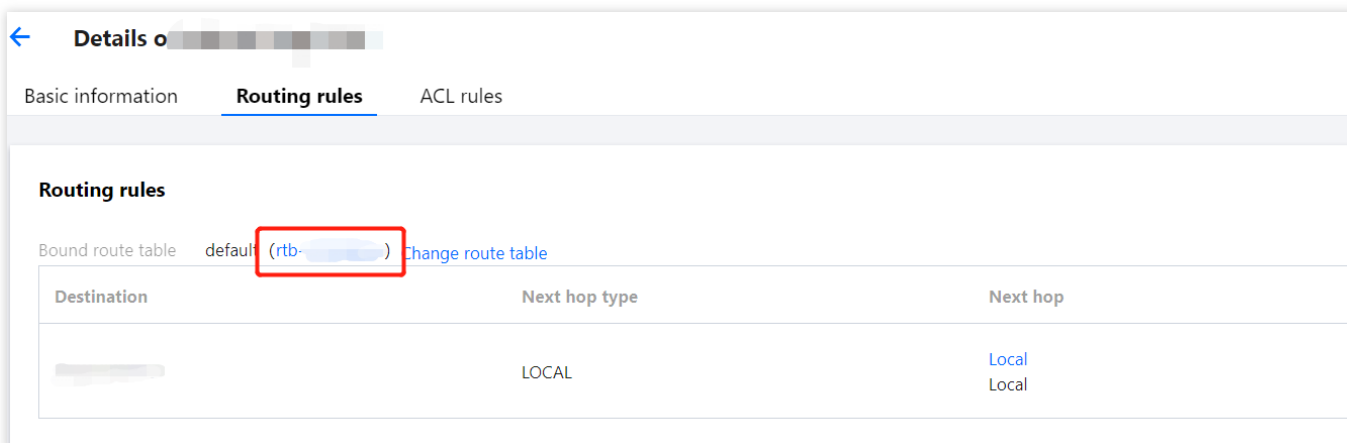 Details o
Basic information Routing rules ACL rules
Routing rules
Bound route table default (rtb- ) Change route table
Destination Next hop type Next hop
LOCAL Local
Local